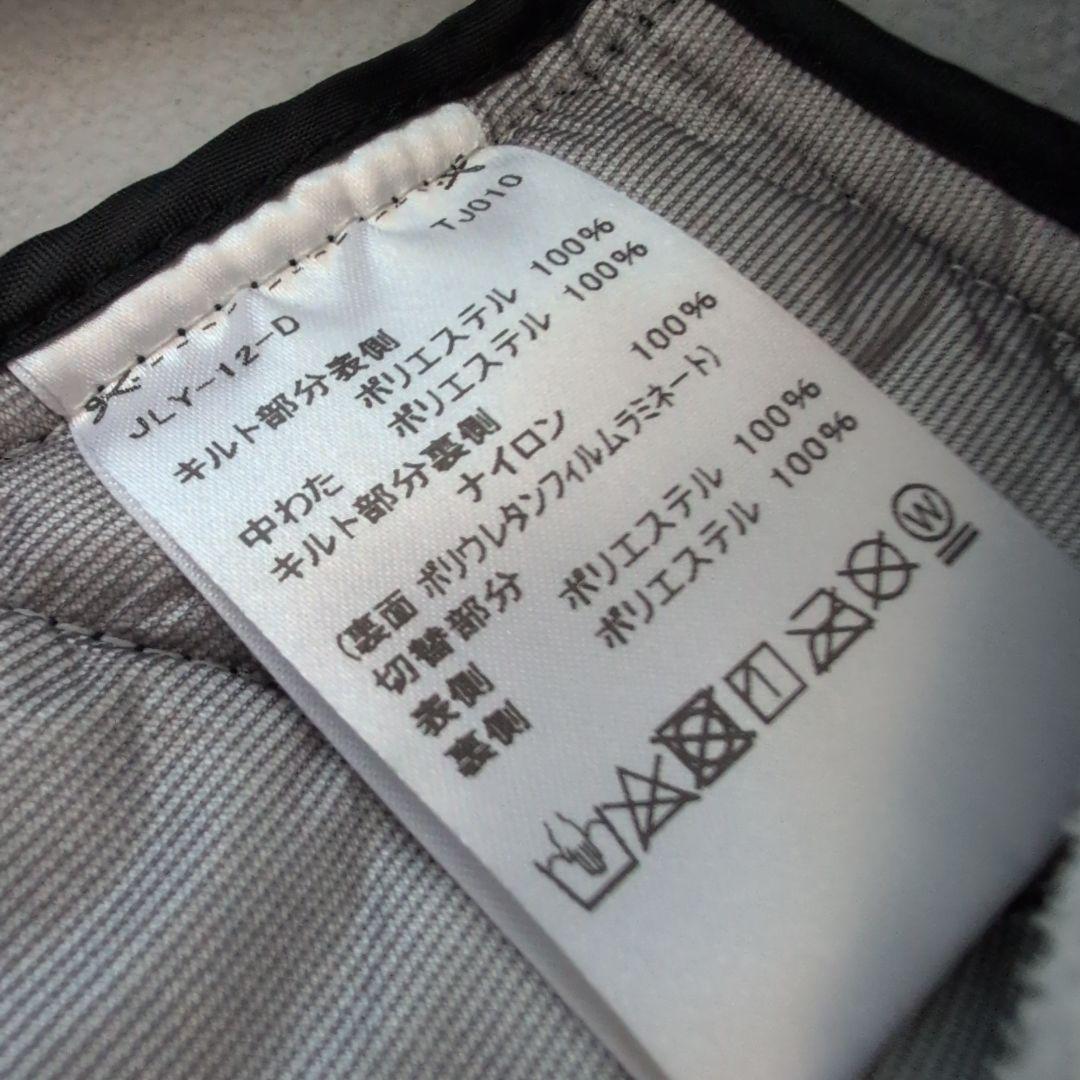 JLY-12-D TJ010
キルト部分表側
ポリエステル 100%
中わた ポリエステル 100%
キルト部分裏側
ナイロン 100%
(裏面 ポリウレタンフィルムラミネート)
切替部分
表側 ポリエステル 100%
裏側 ポリエステル 100%
W